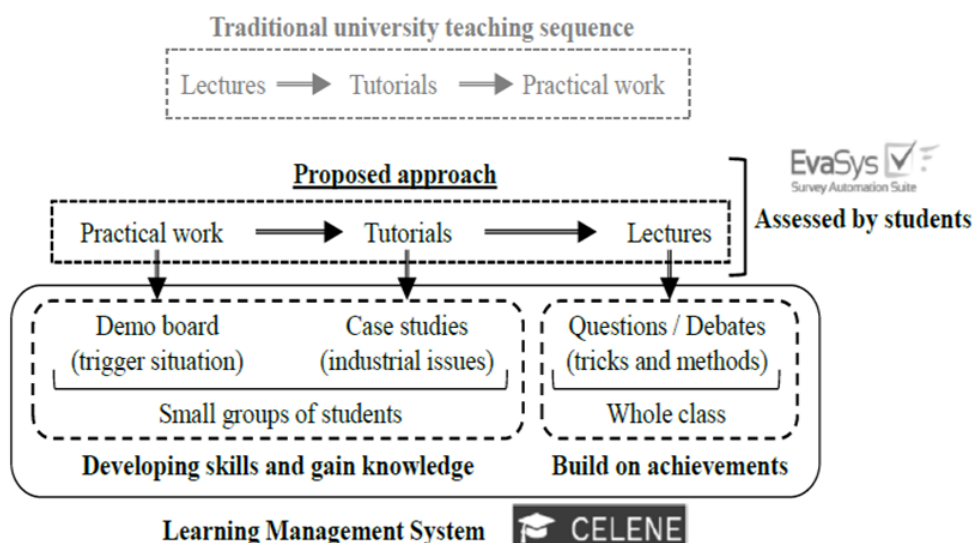 Traditional university teaching sequence
Lectures Tutorials Practical work
EvaSys
Survey Automation Suite
Proposed approach
Assessed by students
Practical work Tutorials Lectures
Demo board Case studies Questions / Debates
(trigger situation) (industrial issues) (tricks and methods)
Small groups of students Whole class
Developing skills and gain knowledge Build on achievements
Learning Management System CELENE